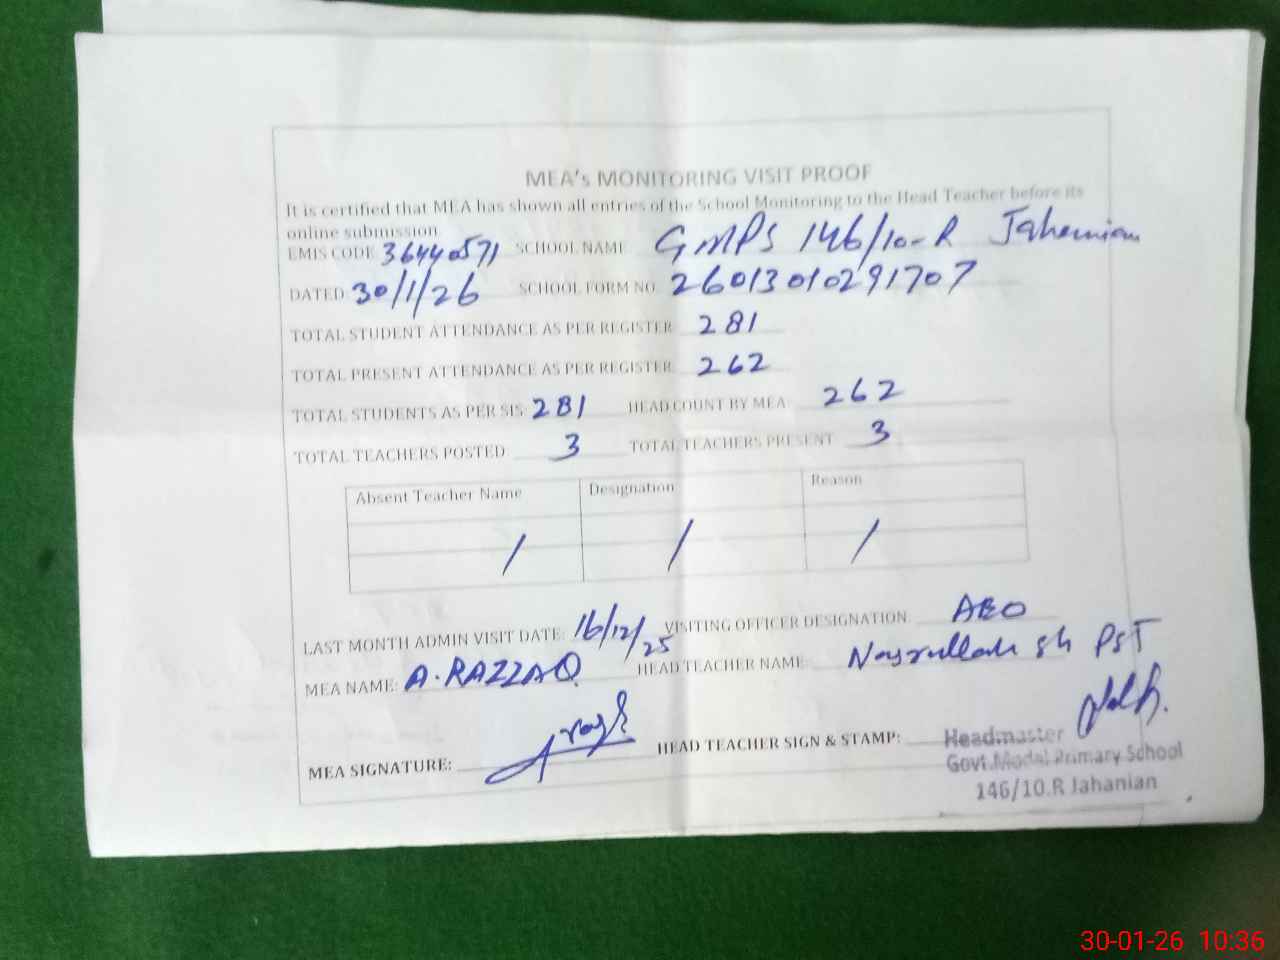 MEA's MONITORING VISIT PROOF
It is certified that MEA has shown all entries of the School Monitoring to the Head Teacher before its
online submission
EMIS CODE 36440571 SCHOOL NAME GMPS 146/10-R Jahanian
DATED 30/1/26 SCHOOL FORM NO. 26013010291707
TOTAL STUDENT ATTENDANCE AS PER REGISTER 281
TOTAL PRESENT ATTENDANCE AS PER REGISTER 262
TOTAL STUDENTS AS PER SIS 281 HEAD COUNT BY MEA 262
TOTAL TEACHERS POSTED 3 TOTAL TEACHERS PRESENT 3
Absent Teacher Name Designation Reason
/ / /
LAST MONTH ADMIN VISIT DATE: 16/12/25 VISITING OFFICER DESIGNATION AEO
MEA NAME: A.RAZZAQ HEAD TEACHER NAME: PST
MEA SIGNATURE: HEAD TEACHER SIGN & STAMP:
Headmaster
Govt.Model Primary School
146/10.R Jahanian
30-01-26 10:36